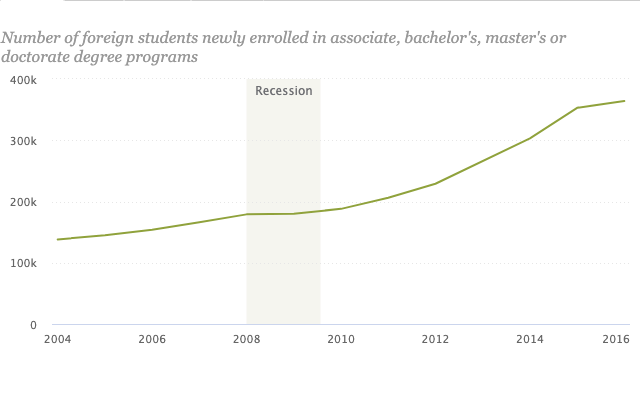 Number of foreign students newly enrolled in associate, bachelor's, master's or
doctorate degree programs
400k
Recession
300k
200k
100k
0
2004 2006 2008 2010 2012 2014 2016